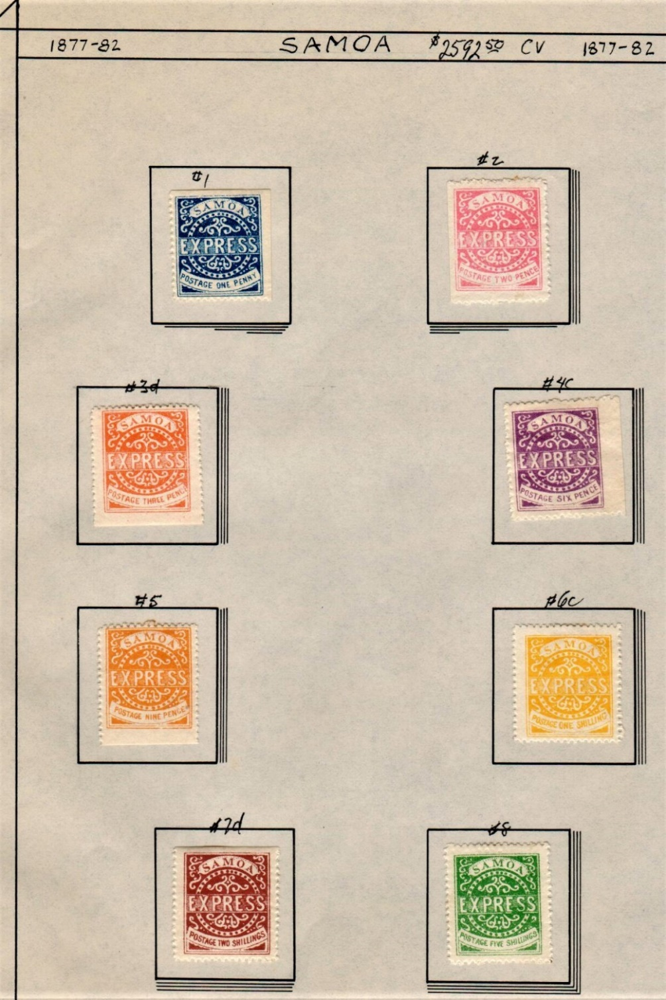 1877-82 SAMOA $2592.50 CV 1877-82
#1
SAMOA
EXPRESS
POSTAGE ONE PENNY
#2
SAMOA
EXPRESS
POSTAGE TWO PENCE
#3d
SAMOA
EXPRESS
POSTAGE THREE PENCE
#4c
SAMOA
EXPRESS
POSTAGE SIX PENCE
#5
SAMOA
EXPRESS
POSTAGE NINE PENCE
#6c
SAMOA
EXPRESS
POSTAGE ONE SHILLING
#7d
SAMOA
EXPRESS
POSTAGE TWO SHILLINGS
#8
SAMOA
EXPRESS
POSTAGE FIVE SHILLINGS